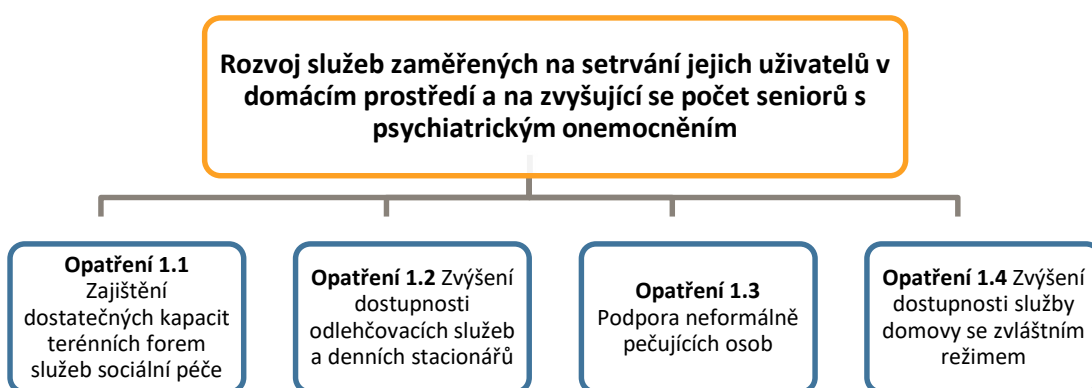 Rozvoj služeb zaměřených na setrvání jejich uživatelů v
domácím prostředí a na zvyšující se počet seniorů s
psychiatrickým onemocněním
Opatření 1.1
Zajištění
dostatečných kapacit
terénních forem
služeb sociální péče
Opatření 1.2 Zvýšení
dostupnosti
odlehčovacích služeb
a denních stacionářů
Opatření 1.3
Podpora neformálně
pečujících osob
Opatření 1.4 Zvýšení
dostupnosti služby
domovy se zvláštním
režimem